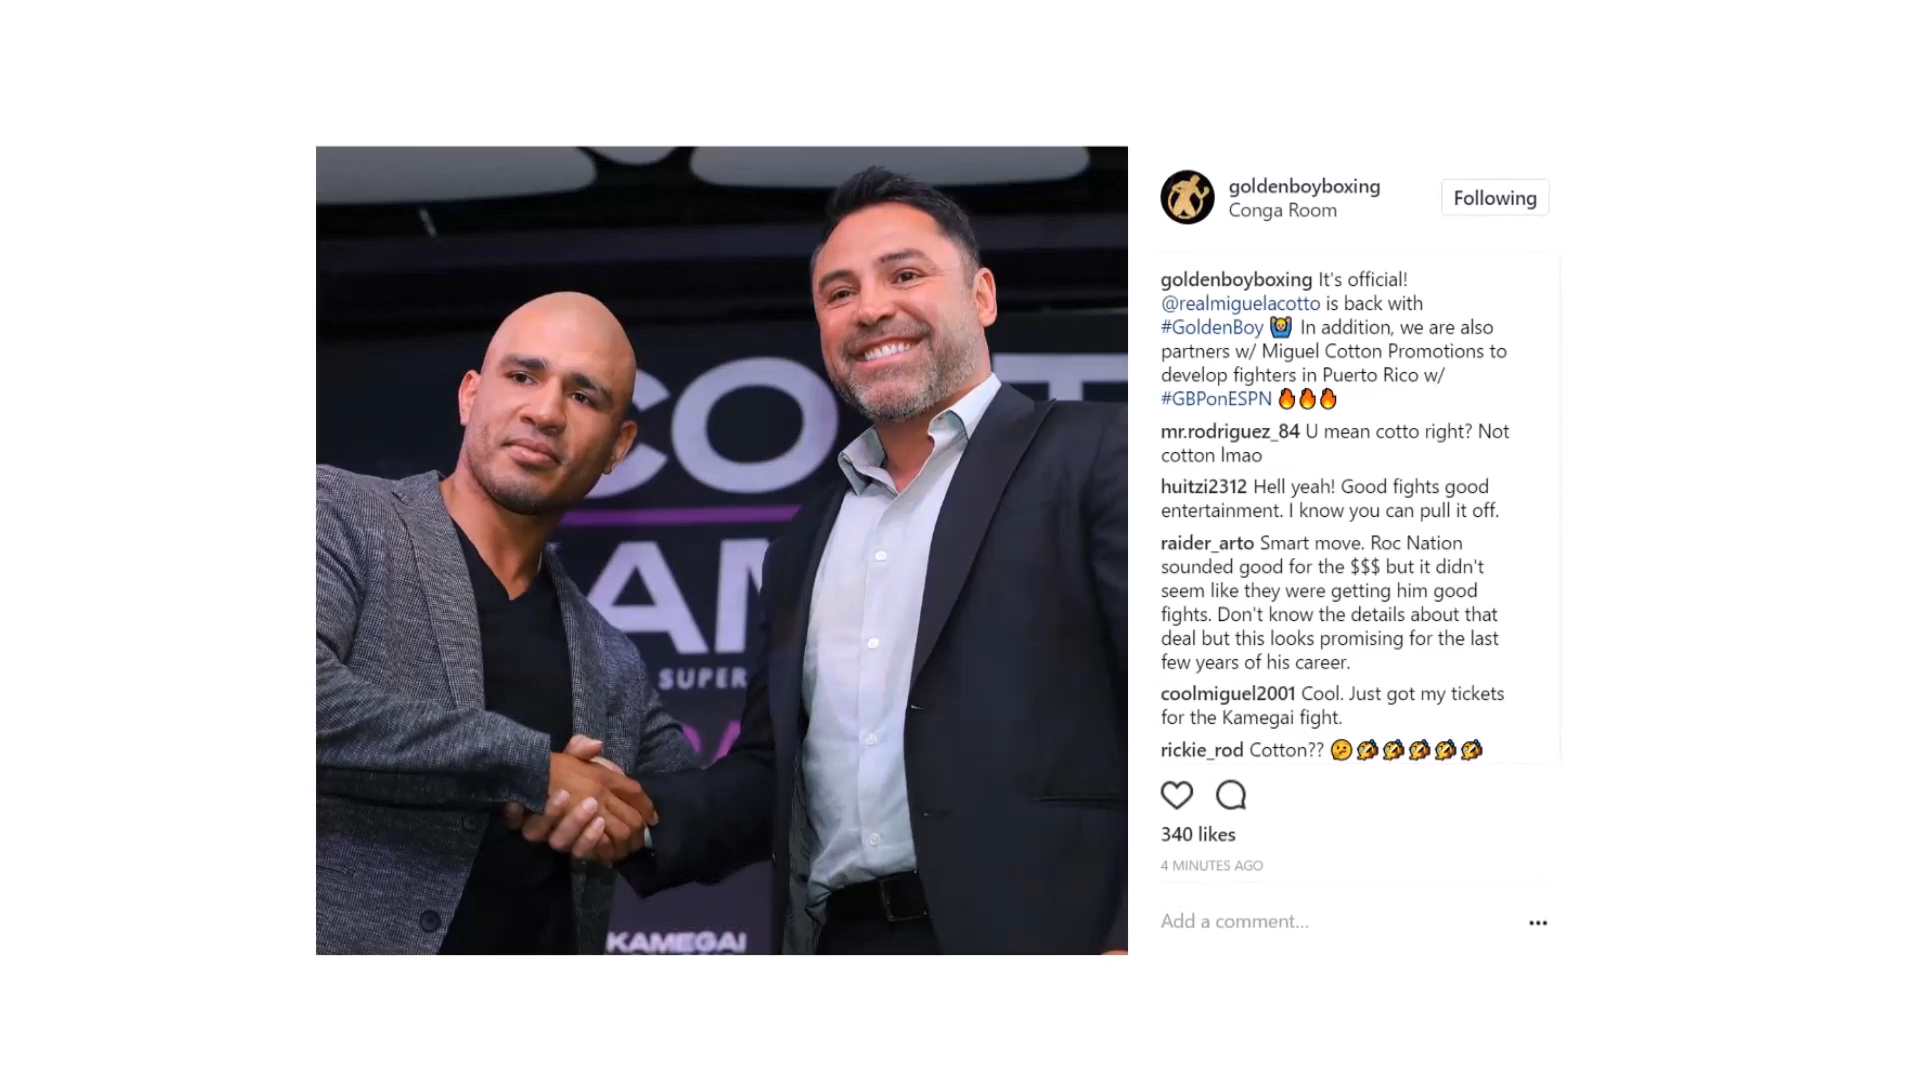 COT
KAM
SUPER
KAMEGAI
goldenboyboxing
Conga Room
Following
goldenboyboxing It's official!
@realmiguelacotto is back with
#GoldenBoy 🙆 In addition, we are also
partners w/ Miguel Cotton Promotions to
develop fighters in Puerto Rico w/
#GBPonESPN 🔥🔥🔥
mr.rodriguez_84 U mean cotto right? Not
cotton lmao
huitzi2312 Hell yeah! Good fights good
entertainment. I know you can pull it off.
raider_arto Smart move. Roc Nation
sounded good for the $$$ but it didn't
seem like they were getting him good
fights. Don't know the details about that
deal but this looks promising for the last
few years of his career.
coolmiguel2001 Cool. Just got my tickets
for the Kamegai fight.
rickie_rod Cotton?? 🤔🤣🤣🤣🤣🤣
340 likes
4 MINUTES AGO
Add a comment...